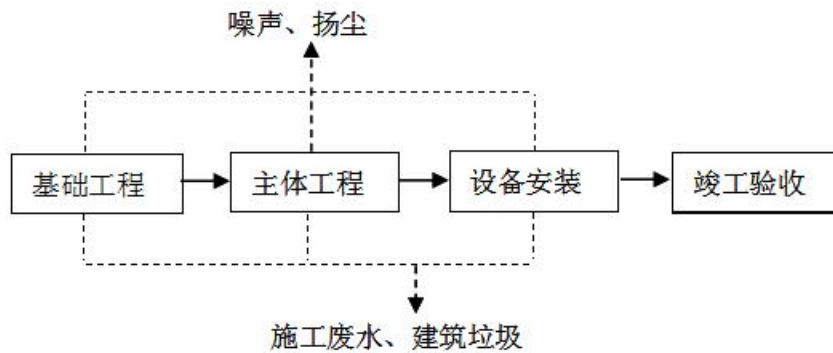 噪声、扬尘
基础工程
主体工程
设备安装
竣工验收
施工废水、建筑垃圾